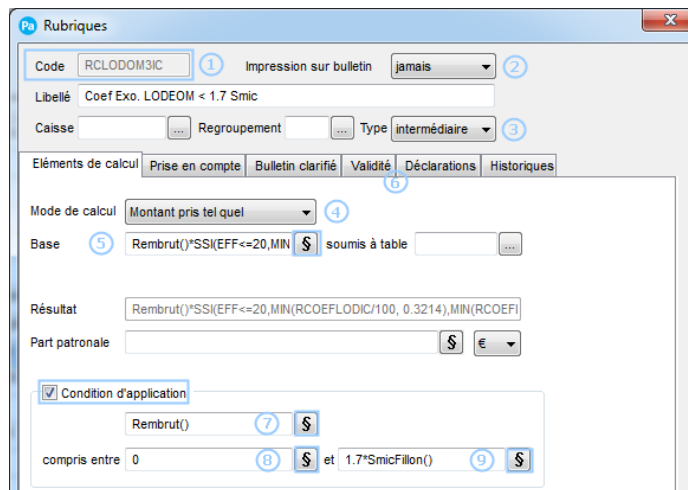 Pa Rubriques x
Code RCLODOM3IC 1 Impression sur bulletin jamais 2
Libellé Coef Exo. LODEOM < 1.7 Smic
Caisse ... Regroupement ... Type intermédiaire 3
Eléments de calcul Prise en compte Bulletin clarifié Validité Déclarations Historiques
6
Mode de calcul Montant pris tel quel 4
Base 5 Rembrut()*SSI(EFF<=20,MIN § soumis à table ...
Résultat Rembrut()*SSI(EFF<=20,MIN(RCOEFLODIC/100, 0.3214),MIN(RCOEFI
Part patronale § €
Condition d'application
Rembrut() 7 §
compris entre 0 8 § et 1.7*SmicFillon() 9 §